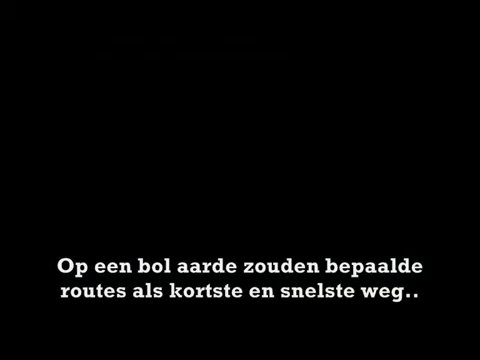 Op een bol aarde zouden bepaalde
routes als kortste en snelste weg..